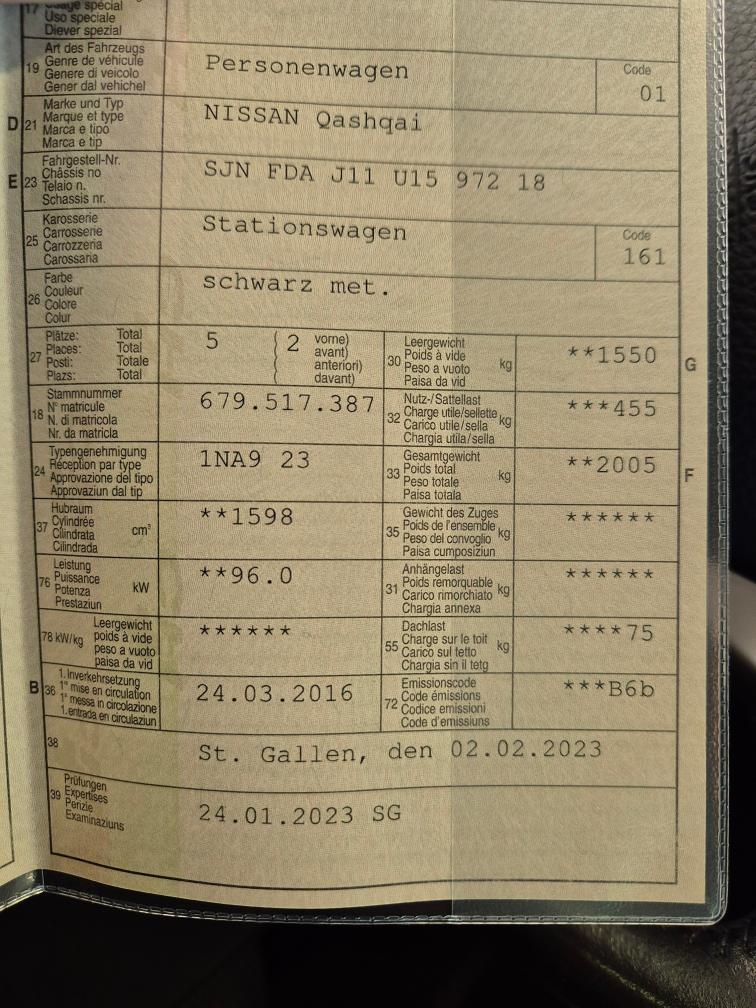 17 Usage spécial
Uso speciale
Diever spezial
19 Art des Fahrzeugs
Genre de véhicule
Genere di veicolo
Gener dal vehichel
Personenwagen
Code
01
D 21 Marke und Typ
Marque et type
Marca e tipo
Marca e tip
NISSAN Qashqai
E 23 Fahrgestell-Nr.
Châssis no
Telaio n.
Schassis nr.
SJN FDA J11 U15 972 18
25 Karosserie
Carrosserie
Carrozzeria
Carossaria
Stationswagen
Code
161
26 Farbe
Couleur
Colore
Colur
schwarz met.
27 Plätze: Total
Places: Total
Posti: Totale
Plazs: Total
5 ( 2 vorne)
( avant)
( anteriori)
( davant)
30 Leergewicht
Poids à vide
Peso a vuoto
Paisa da vid
kg
**1550
G
18 Stammnummer
N° matricule
N. di matricola
Nr. da matricla
679.517.387
32 Nutz-/Sattellast
Charge utile/sellette
Carico utile/sella
Chargia utila/sella
kg
***455
24 Typengenehmigung
Réception par type
Approvazione del tipo
Approvaziun dal tip
1NA9 23
33 Gesamtgewicht
Poids total
Peso totale
Paisa totala
kg
**2005
F
37 Hubraum
Cylindrée
Cilindrata
Cilindrada
cm³
**1598
35 Gewicht des Zuges
Poids de l'ensemble
Peso del convoglio
Paisa cumposiziun
kg
******
76 Leistung
Puissance
Potenza
Prestaziun
kW
**96.0
31 Anhängelast
Poids remorquable
Carico rimorchiato
Chargia annexa
kg
******
78 kW/kg Leergewicht
poids à vide
peso a vuoto
paisa da vid
******
55 Dachlast
Charge sur le toit
Carico sul tetto
Chargia sin il tetg
kg
****75
B 36 1. Inverkehrsetzung
1re mise en circulation
1a messa in circolazione
1. entrada en circulaziun
24.03.2016
72 Emissionscode
Code émissions
Codice emissioni
Code d'emissiuns
***B6b
38
St. Gallen, den 02.02.2023
39 Prüfungen
Expertises
Perizie
Examinaziuns
24.01.2023 SG